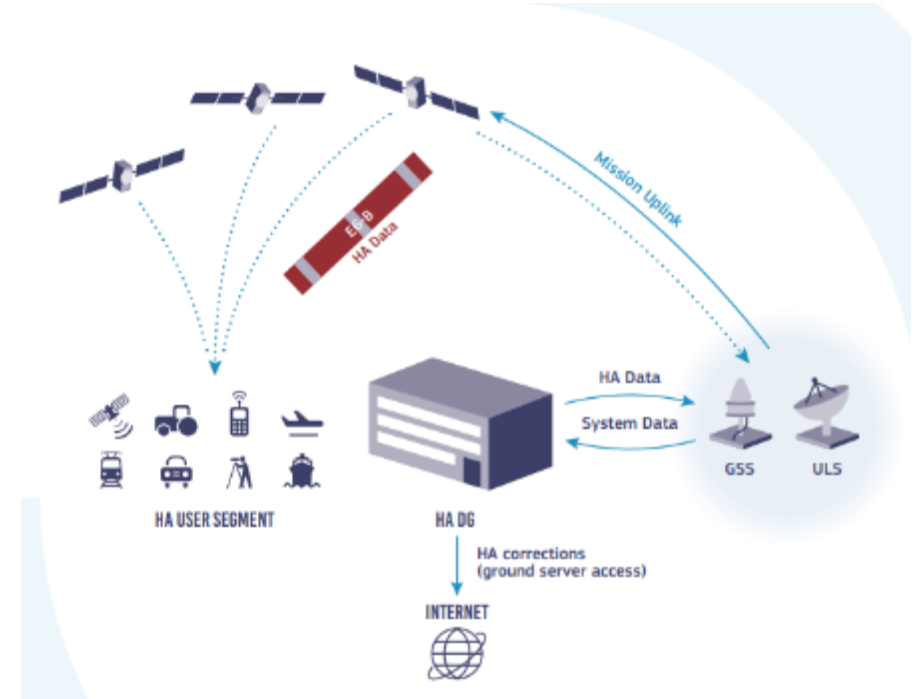 Mission Uplink
E6-B
HA Data
HA Data
System Data
GSS
ULS
HA USER SEGMENT
HA DG
HA corrections
(ground server access)
INTERNET